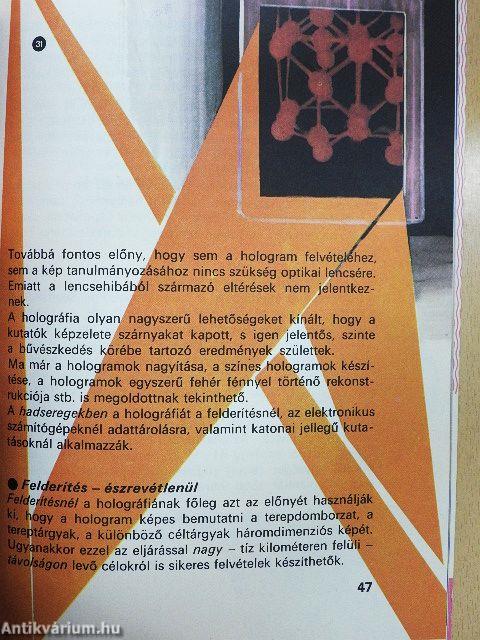 31
Továbbá fontos előny, hogy sem a hologram felvételéhez,
sem a kép tanulmányozásához nincs szükség optikai lencsére.
Emiatt a lencsehibából származó eltérések nem jelentkez-
nek.
A holográfia olyan nagyszerű lehetőségeket kínált, hogy a
kutatók képzelete szárnyakat kapott, s igen jelentős, szinte
a bűvészkedés körébe tartozó eredmények születtek.
Ma már a hologramok nagyítása, a színes hologramok készí-
tése, a hologramok egyszerű fehér fénnyel történő rekonst-
rukciója stb. is megoldottnak tekinthető.
A hadseregekben a holográfiát a felderítésnél, az elektronikus
számítógépeknél adattárolásra, valamint katonai jellegű kuta-
tásoknál alkalmazzák.
● Felderítés – észrevétlenül
Felderítésnél a holográfiának főleg azt az előnyét használják
ki, hogy a hologram képes bemutatni a terepdomborzat, a
tereptárgyak, a különböző céltárgyak háromdimenziós képét.
Ugyanakkor ezzel az eljárással nagy – tíz kilométeren felüli –
távolságon levő célokról is sikeres felvételek készíthetők.
47
Antikvárium.hu